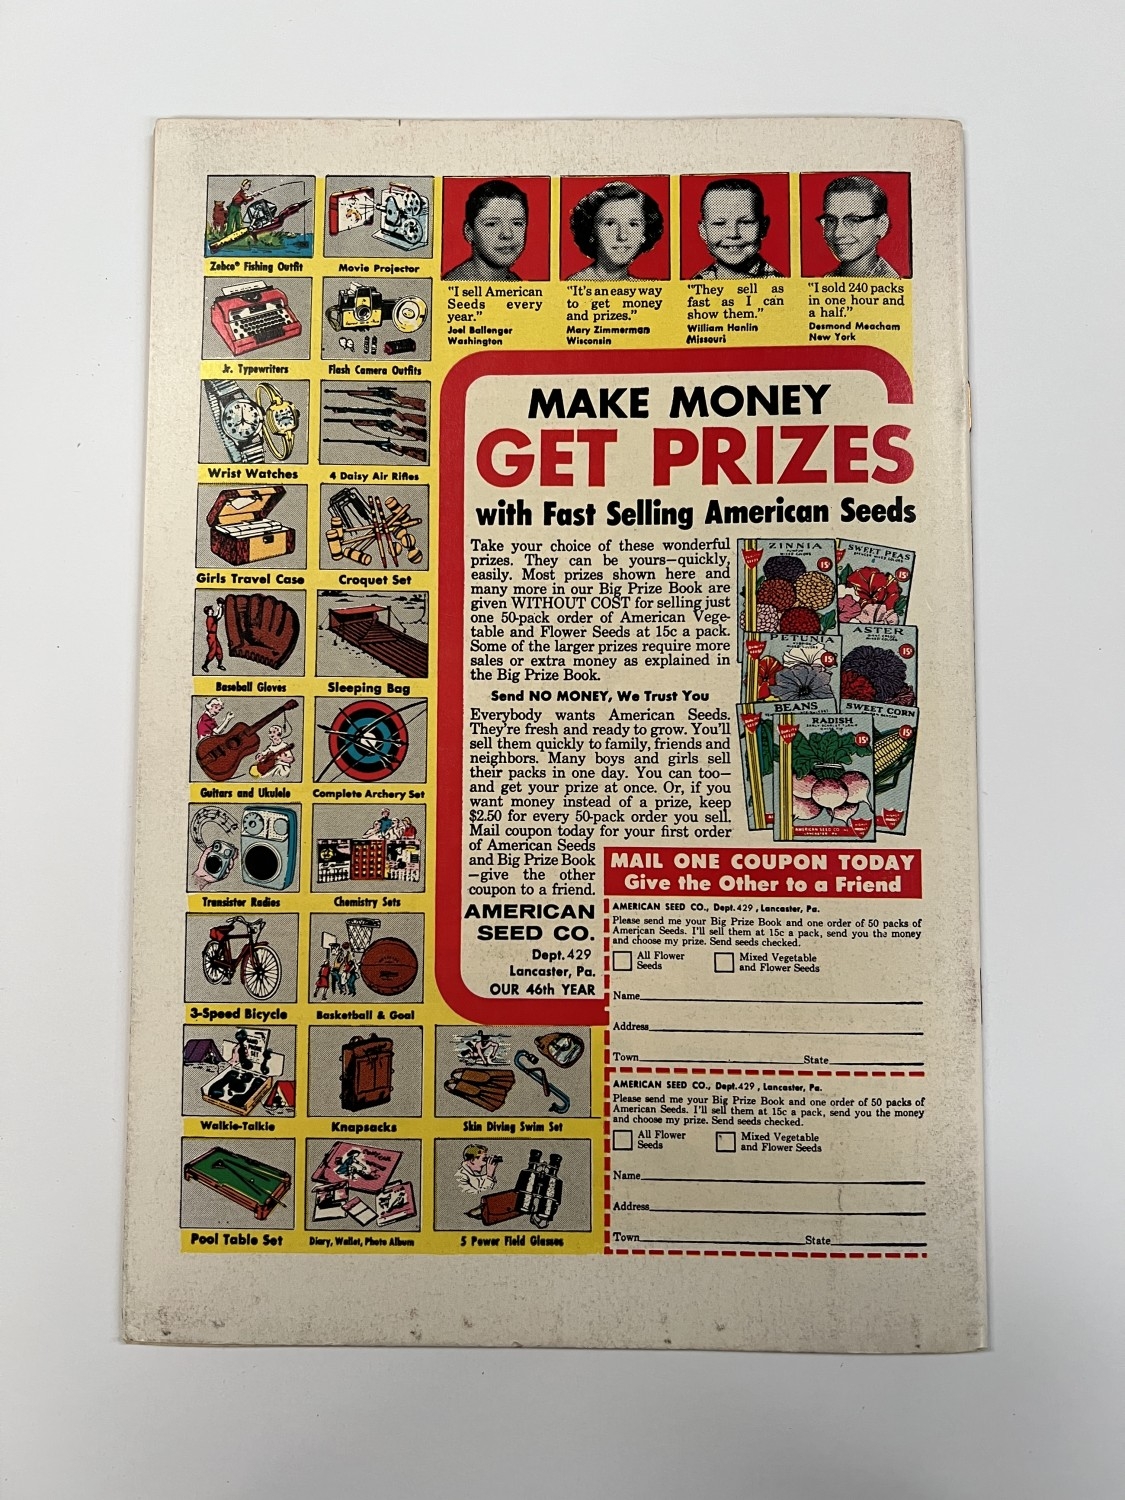 Zebco® Fishing Outfit
Movie Projector
Jr. Typewriters
Flash Camera Outfits
Wrist Watches
4 Daisy Air Rifles
Girls Travel Case
Croquet Set
Baseball Gloves
Sleeping Bag
Guitars and Ukulele
Complete Archery Set
Transistor Radios
Chemistry Sets
3-Speed Bicycle
Basketball & Goal
Walkie-Talkie
Knapsacks
Skin Diving Swim Set
Pool Table Set
Diary, Wallet, Photo Album
5 Power Field Glasses
"I sell American
Seeds every
year."
Joel Ballenger
Washington
"It's an easy way
to get money
and prizes."
Mary Zimmerman
Wisconsin
"They sell as
fast as I can
show them."
William Hanlin
Missouri
"I sold 240 packs
in one hour and
a half."
Desmond Meacham
New York
MAKE MONEY
GET PRIZES
with Fast Selling American Seeds
Take your choice of these wonderful
prizes. They can be yours—quickly,
easily. Most prizes shown here and
many more in our Big Prize Book are
given WITHOUT COST for selling just
one 50-pack order of American Vege-
table and Flower Seeds at 15c a pack.
Some of the larger prizes require more
sales or extra money as explained in
the Big Prize Book.
Send NO MONEY, We Trust You
Everybody wants American Seeds.
They're fresh and ready to grow. You'll
sell them quickly to family, friends and
neighbors. Many boys and girls sell
their packs in one day. You can too—
and get your prize at once. Or, if you
want money instead of a prize, keep
$2.50 for every 50-pack order you sell.
Mail coupon today for your first order
of American Seeds
and Big Prize Book
—give the other
coupon to a friend.
AMERICAN
SEED CO.
Dept. 429
Lancaster, Pa.
OUR 46th YEAR
ZINNIA
15¢
SWEET PEAS
15¢
PETUNIA
15¢
ASTER
15¢
BEANS
SWEET CORN
15¢
RADISH
15¢
AMERICAN SEED CO.
LANCASTER, PA.
MAIL ONE COUPON TODAY
Give the Other to a Friend
AMERICAN SEED CO., Dept. 429, Lancaster, Pa.
Please send me your Big Prize Book and one order of 50 packs of
American Seeds. I'll sell them at 15c a pack, send you the money
and choose my prize. Send seeds checked.
All Flower
Seeds
Mixed Vegetable
and Flower Seeds
Name
Address
Town State
AMERICAN SEED CO., Dept. 429, Lancaster, Pa.
Please send me your Big Prize Book and one order of 50 packs of
American Seeds. I'll sell them at 15c a pack, send you the money
and choose my prize. Send seeds checked.
All Flower
Seeds
Mixed Vegetable
and Flower Seeds
Name
Address
Town State